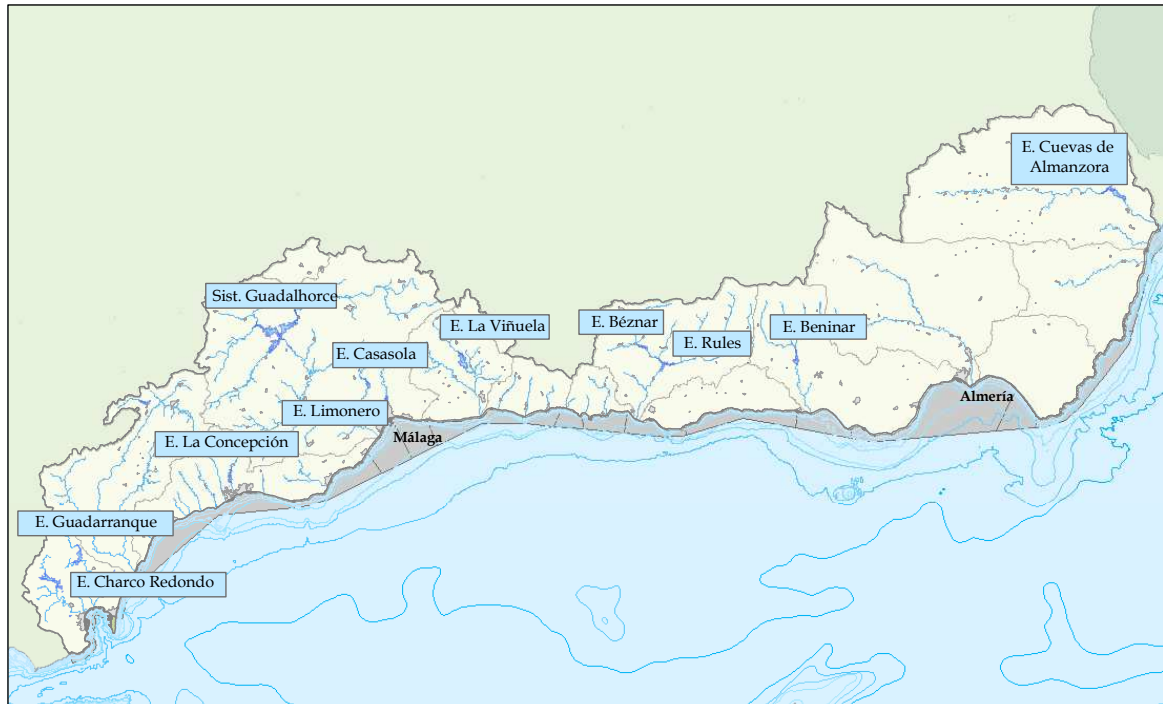 E. Cuevas de
Almanzora
Sist. Guadalhorce
E. La Viñuela
E. Béznar
E. Beninar
E. Rules
E. Casasola
Almería
E. Limonero
Málaga
E. La Concepción
E. Guadarranque
E. Charco Redondo